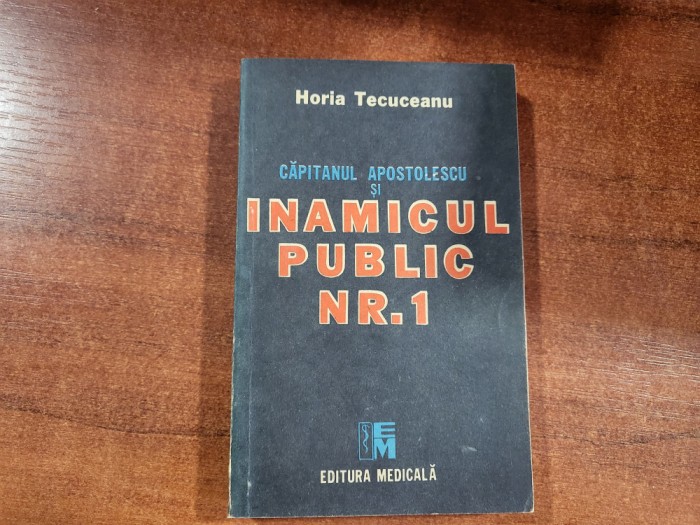 Horia Tecuceanu
CĂPITANUL APOSTOLESCU
ȘI
INAMICUL
PUBLIC
NR.1
EM
EDITURA MEDICALĂ